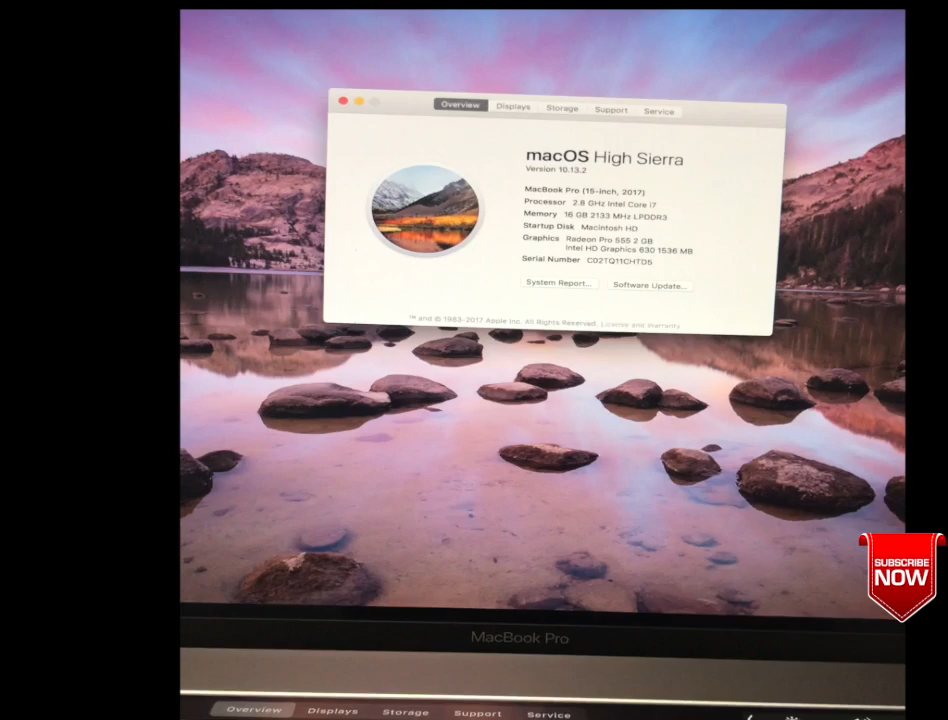 Overview Displays Storage Support Service
macOS High Sierra
Version 10.13.2
MacBook Pro (15-inch, 2017)
Processor 2.8 GHz Intel Core i7
Memory 16 GB 2133 MHz LPDDR3
Startup Disk Macintosh HD
Graphics Radeon Pro 555 2 GB
Intel HD Graphics 630 1536 MB
Serial Number C02TQ11CHTD5
System Report... Software Update...
™ and © 1983-2017 Apple Inc. All Rights Reserved. License and Warranty
SUBSCRIBE
NOW
MacBook Pro
Overview Displays Storage Support Service